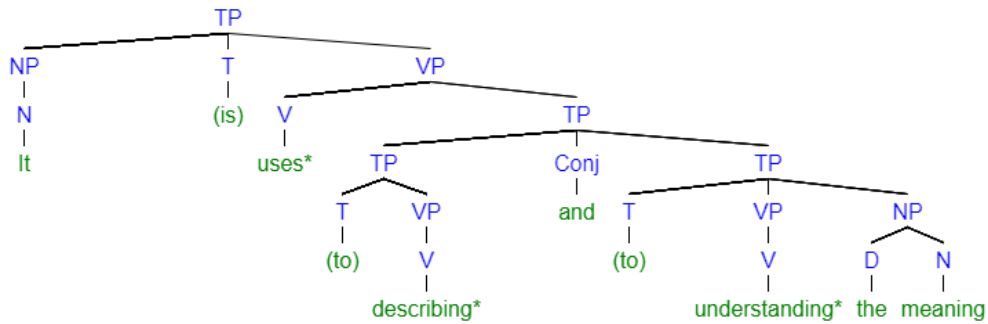 TP
NP T VP
N (is) V TP
It uses* TP Conj TP
T VP and T VP NP
(to) V (to) V D N
describing* understanding* the meaning